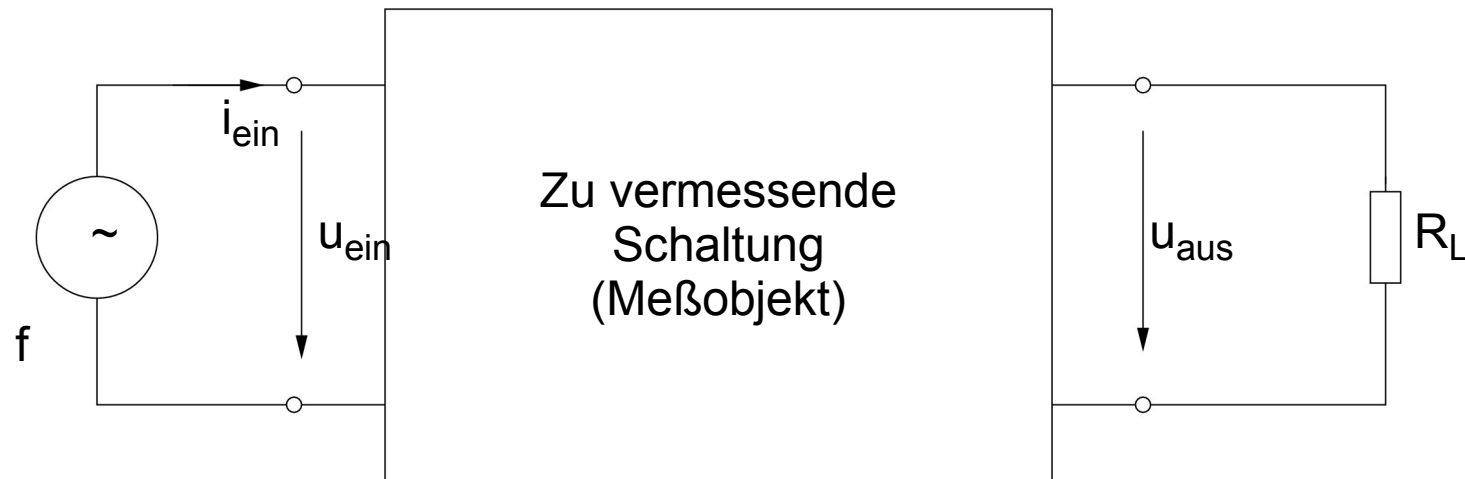 i_ein
u_ein
~
f
Zu vermessende
Schaltung
(Meßobjekt)
u_aus
R_L